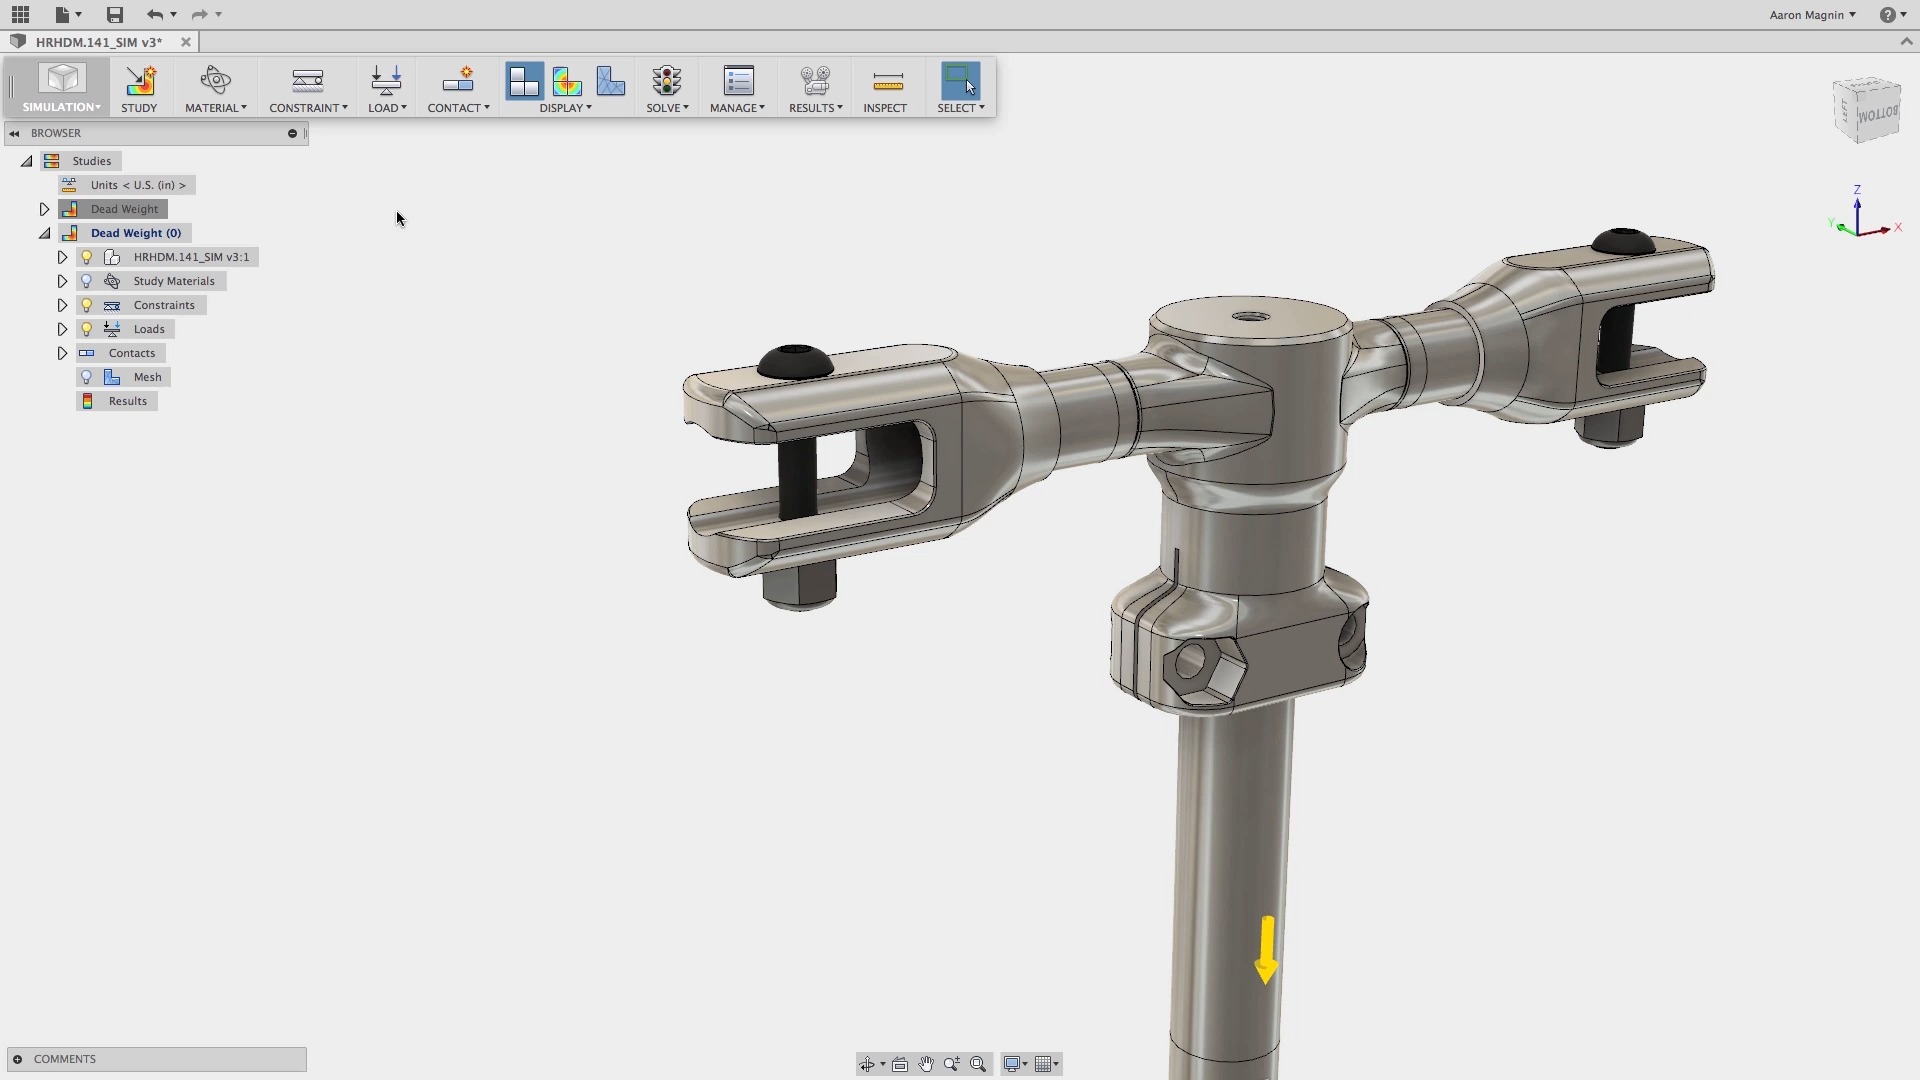 Aaron Magnin
HRHDM.141_SIM v3*
SIMULATION
STUDY
MATERIAL
CONSTRAINT
LOAD
CONTACT
DISPLAY
SOLVE
MANAGE
RESULTS
INSPECT
SELECT
BROWSER
Studies
Units < U.S. (in) >
Dead Weight
Dead Weight (0)
HRHDM.141_SIM v3:1
Study Materials
Constraints
Loads
Contacts
Mesh
Results
LEFT
BOTTOM
Z
Y
X
COMMENTS